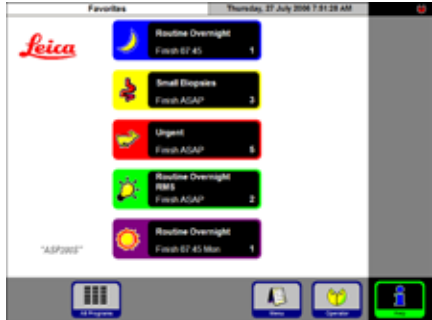 Favorites
Thursday, 27 July 2006 7:51:28 AM
Leica
Routine Overnight
Finish 07:45 1
Small Biopsies
Finish ASAP 3
Urgent
Finish ASAP 5
Routine Overnight
RMS
Finish ASAP 2
Routine Overnight
Finish 07:45 Mon 1
All Programs
Menu
Operator
Help